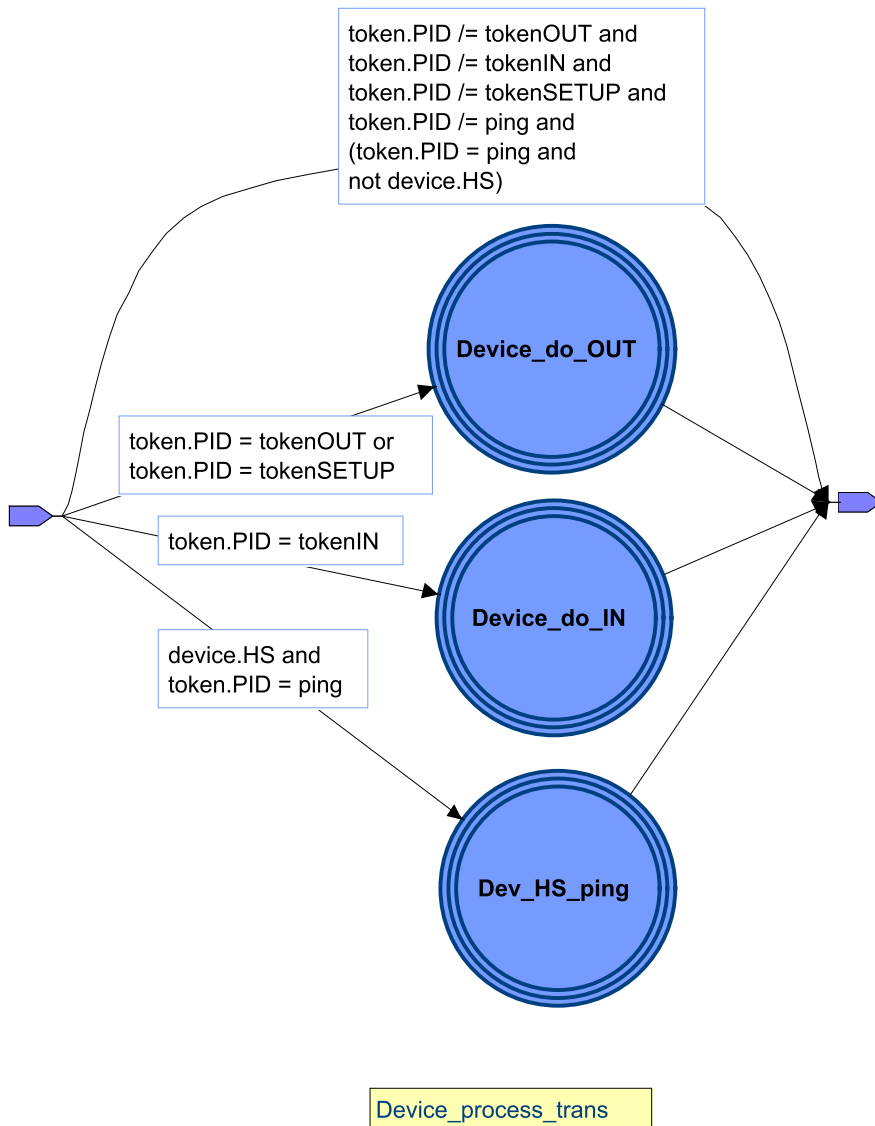 token.PID /= tokenOUT and
token.PID /= tokenIN and
token.PID /= tokenSETUP and
token.PID /= ping and
(token.PID = ping and
not device.HS)
Device_do_OUT
token.PID = tokenOUT or
token.PID = tokenSETUP
token.PID = tokenIN
Device_do_IN
device.HS and
token.PID = ping
Dev_HS_ping
Device_process_trans